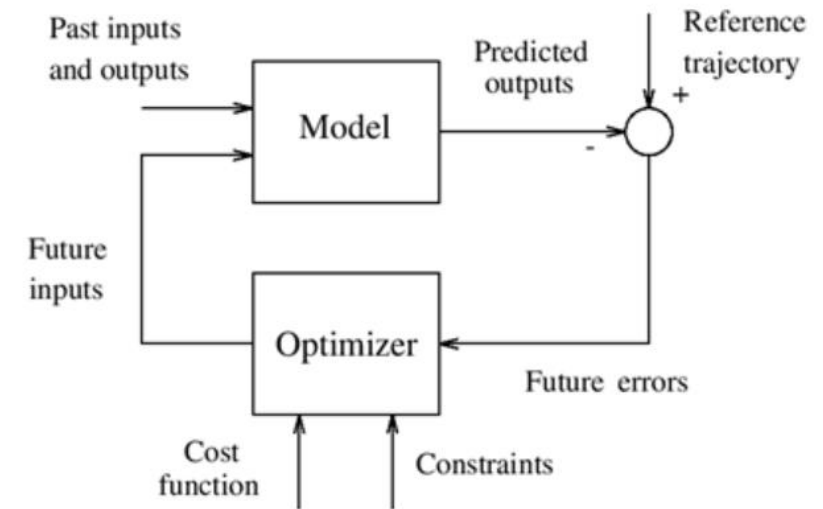 Past inputs
and outputs
Model
Predicted
outputs
Reference
trajectory
+
-
Future
inputs
Optimizer
Future errors
Cost
function
Constraints